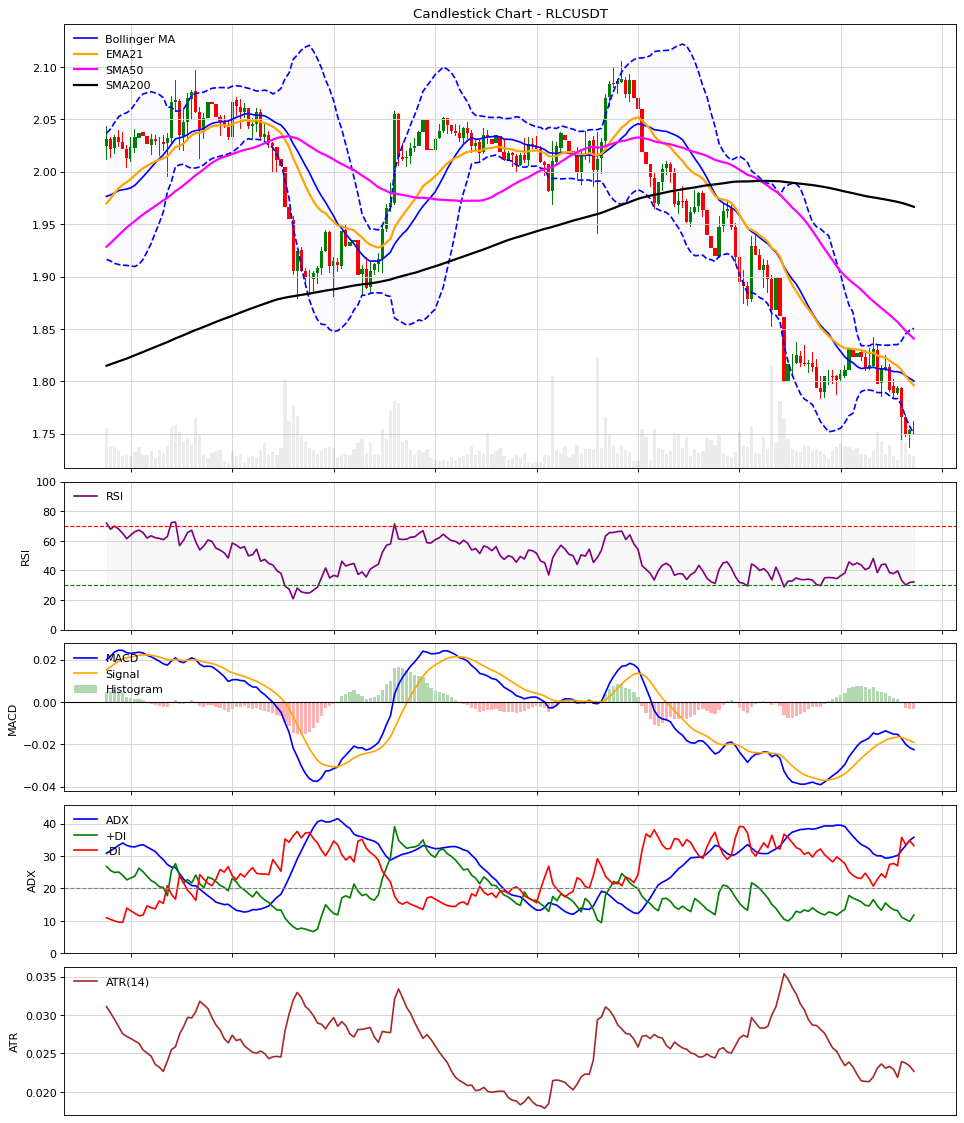 Candlestick Chart - RLCUSDT
Bollinger MA
EMA21
SMA50
SMA200
2.10
2.05
2.00
1.95
1.90
1.85
1.80
1.75
RSI
100
80
60
40
20
0
RSI
MACD
Signal
Histogram
0.02
0.00
−0.02
−0.04
MACD
ADX
+DI
-DI
40
30
20
10
0
ADX
ATR(14)
0.035
0.030
0.025
0.020
ATR